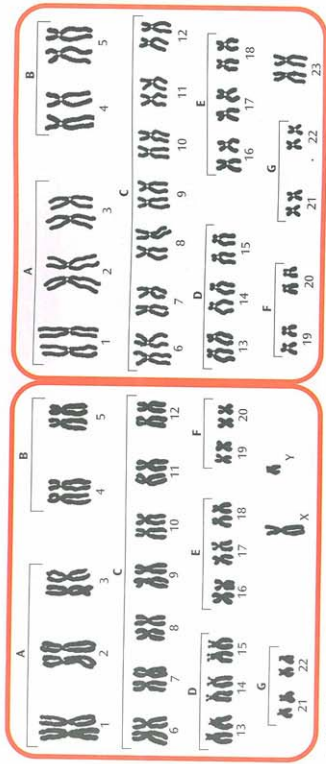 A B
1 2 3 4 5
C
6 7 8 9 10 11 12
D E F
13 14 15 16 17 18 19 20
G
21 22 X Y
A B
1 2 3 4 5
C
6 7 8 9 10 11 12
D E
13 14 15 16 17 18
F G
19 20 21 22 23